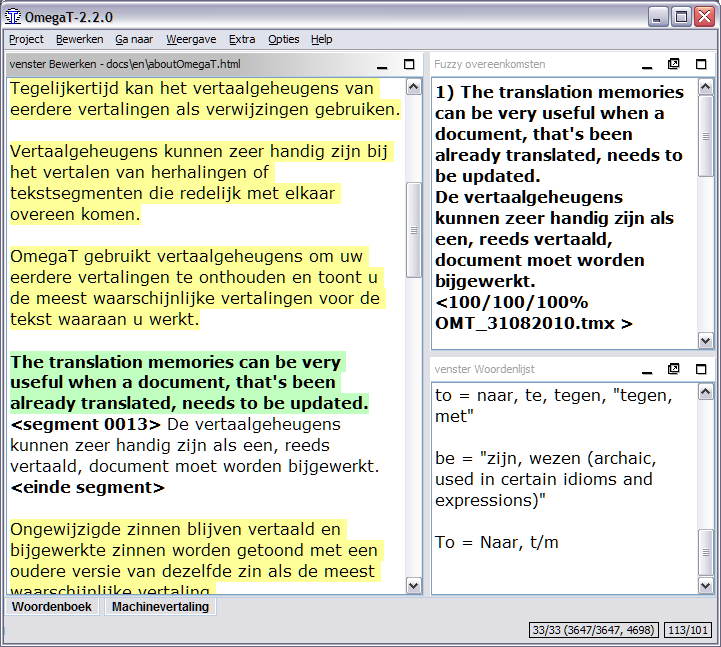 OmegaT-2.2.0
Project Bewerken Ga naar Weergave Extra Opties Help
venster Bewerken - docs\en\aboutOmegaT.html
Tegelijkertijd kan het vertaalgeheugens van
eerdere vertalingen als verwijzingen gebruiken.
Vertaalgeheugens kunnen zeer handig zijn bij
het vertalen van herhalingen of
tekstsegmenten die redelijk met elkaar
overeen komen.
OmegaT gebruikt vertaalgeheugens om uw
eerdere vertalingen te onthouden en toont u
de meest waarschijnlijke vertalingen voor de
tekst waaraan u werkt.
The translation memories can be very
useful when a document, that's been
already translated, needs to be updated.
<segment 0013> De vertaalgeheugens
kunnen zeer handig zijn als een, reeds
vertaald, document moet worden bijgewerkt.
<einde segment>
Ongewijzigde zinnen blijven vertaald en
bijgewerkte zinnen worden getoond met een
oudere versie van dezelfde zin als de meest
waarschijnlijke vertaling.
Fuzzy overeenkomsten
1) The translation memories
can be very useful when a
document, that's been
already translated, needs to
be updated.
De vertaalgeheugens
kunnen zeer handig zijn als
een, reeds vertaald,
document moet worden
bijgewerkt.
<100/100/100%
OMT_31082010.tmx >
venster Woordenlijst
to = naar, te, tegen, "tegen,
met"
be = "zijn, wezen (archaic,
used in certain idioms and
expressions)"
To = Naar, t/m
Woordenboek Machinevertaling
33/33 (3647/3647, 4698) 113/101